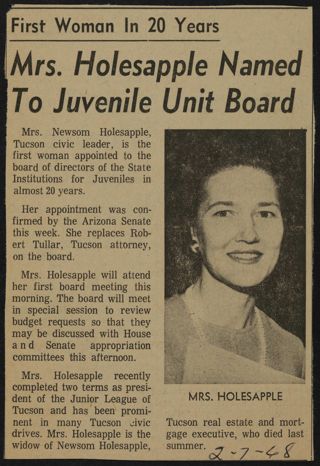 First Woman In 20 Years
Mrs. Holesapple Named
To Juvenile Unit Board
Mrs. Newsom Holesapple,
Tucson civic leader, is the
first woman appointed to the
board of directors of the State
Institutions for Juveniles in
almost 20 years.
Her appointment was con-
firmed by the Arizona Senate
this week. She replaces Rob-
ert Tullar, Tucson attorney,
on the board.
Mrs. Holesapple will attend
her first board meeting this
morning. The board will meet
in special session to review
budget requests so that they
may be discussed with House
and Senate appropriation
committees this afternoon.
Mrs. Holesapple recently
completed two terms as presi-
dent of the Junior League of
Tucson and has been promi-
nent in many Tucson civic
drives. Mrs. Holesapple is the
widow of Newsom Holesapple,
MRS. HOLESAPPLE
Tucson real estate and mort-
gage executive, who died last
summer.
2-7-68